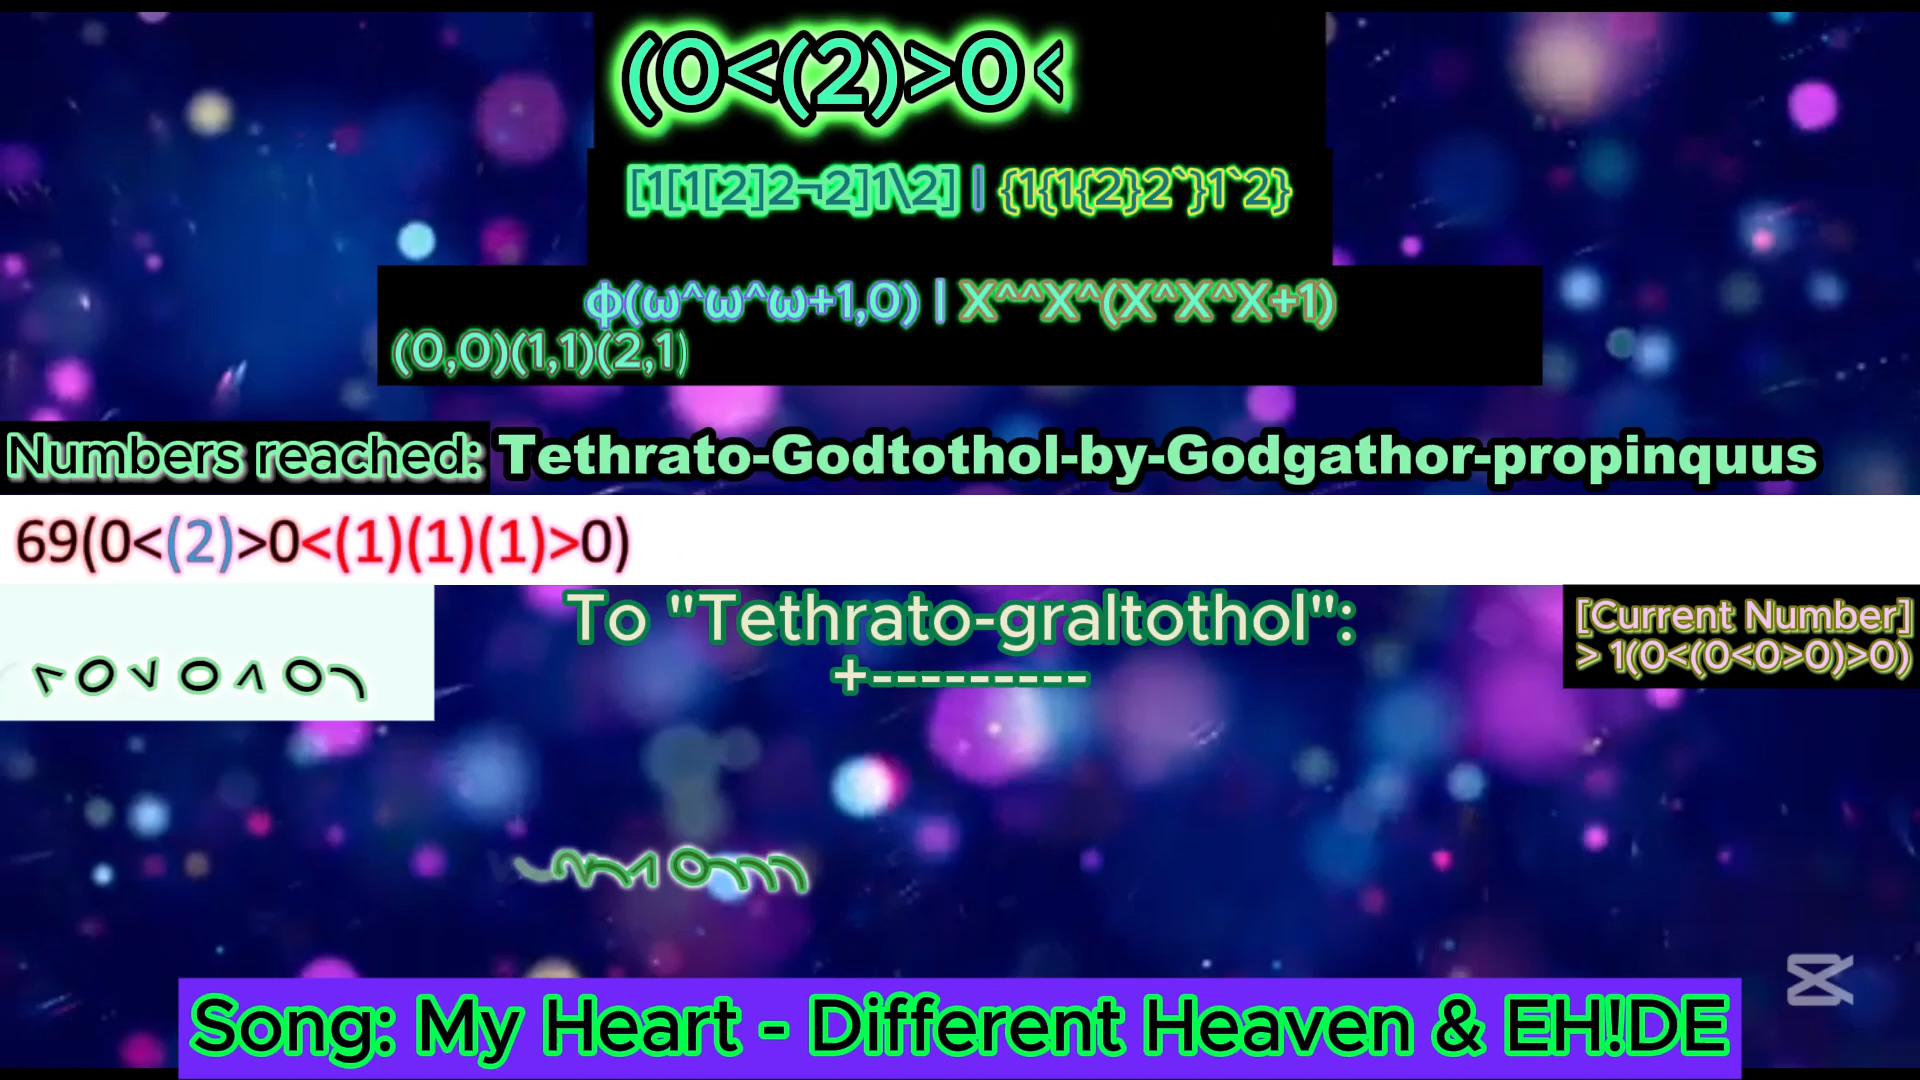 (0<(2)>0<
[1[1[2]2¬2]1\2] | {1{1{2}2`}1`2}
φ(ω^ω^ω+1,0) | X^^X^(X^X^X+1)
(0,0)(1,1)(2,1)
Numbers reached: Tethrato-Godtothol-by-Godgathor-propinquus
69(0<(2)>0<(1)(1)(1)>0)
To "Tethrato-graltothol":
+---------
[Current Number]
> 1(0<(0<0>0)>0)
Song: My Heart - Different Heaven & EH!DE